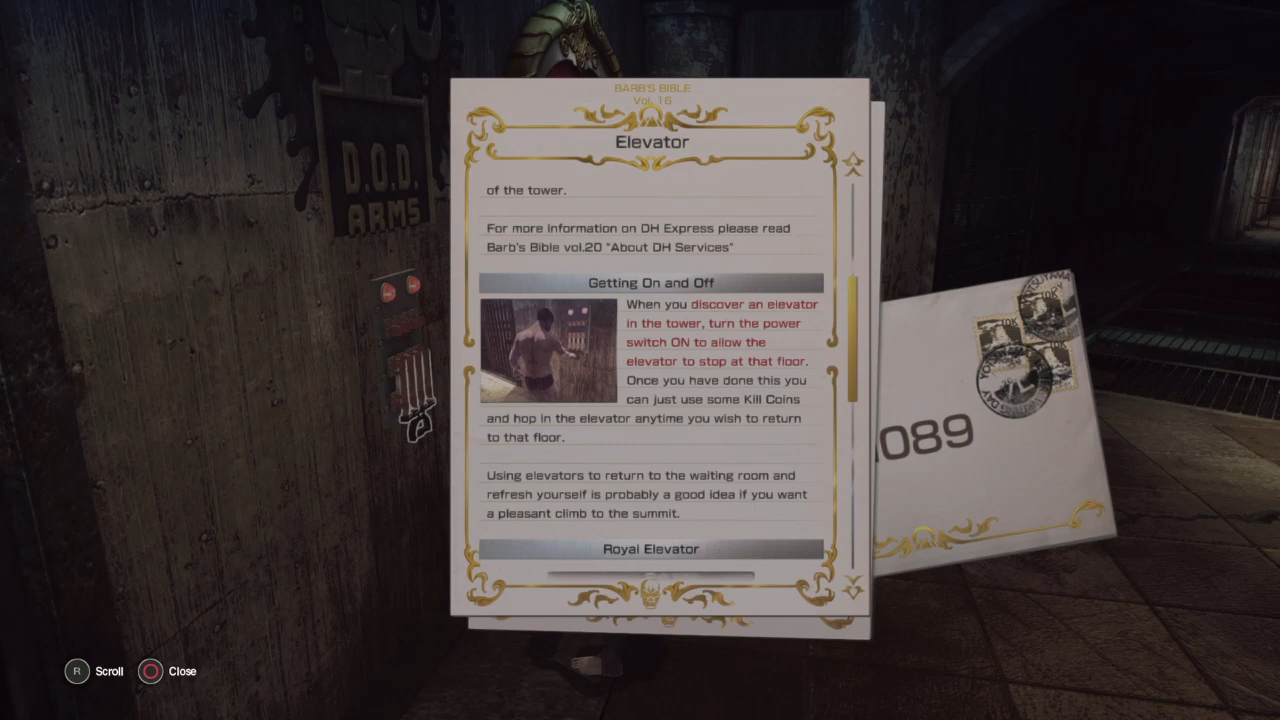 BARB'S BIBLE
Vol. 15
Elevator
of the tower.
For more information on DH Express please read
Barb's Bible vol.20 "About DH Services"
Getting On and Off
When you discover an elevator
in the tower, turn the power
switch ON to allow the
elevator to stop at that floor.
Once you have done this you
can just use some Kill Coins
and hop in the elevator anytime you wish to return
to that floor.
Using elevators to return to the waiting room and
refresh yourself is probably a good idea if you want
a pleasant climb to the summit.
Royal Elevator
D.O.D.
ARMS
089
R Scroll
Close